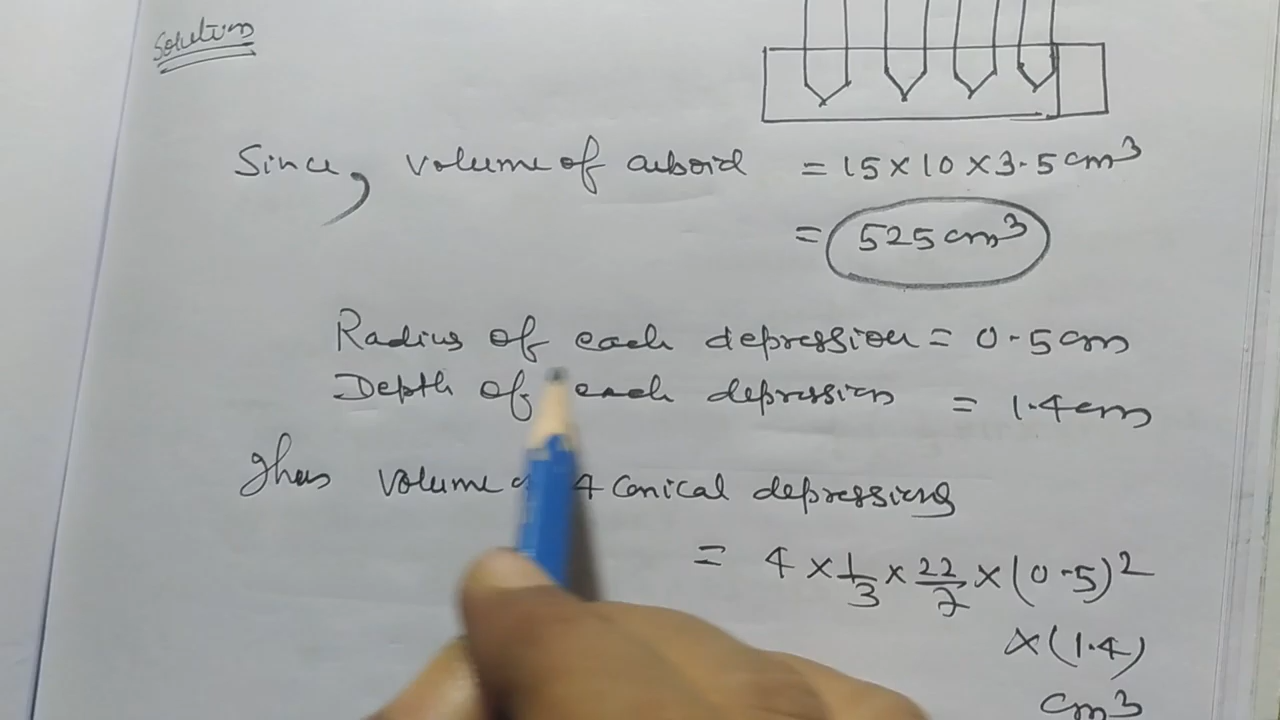 Solution
Since, volume of cuboid = 15 × 10 × 3.5 cm³
= 525 cm³
Radius of each depression = 0.5 cm
Depth of each depression = 1.4 cm
Thus volume of 4 conical depressions
= 4 × 1/3 × 22/7 × (0.5)²
× (1.4)
cm³